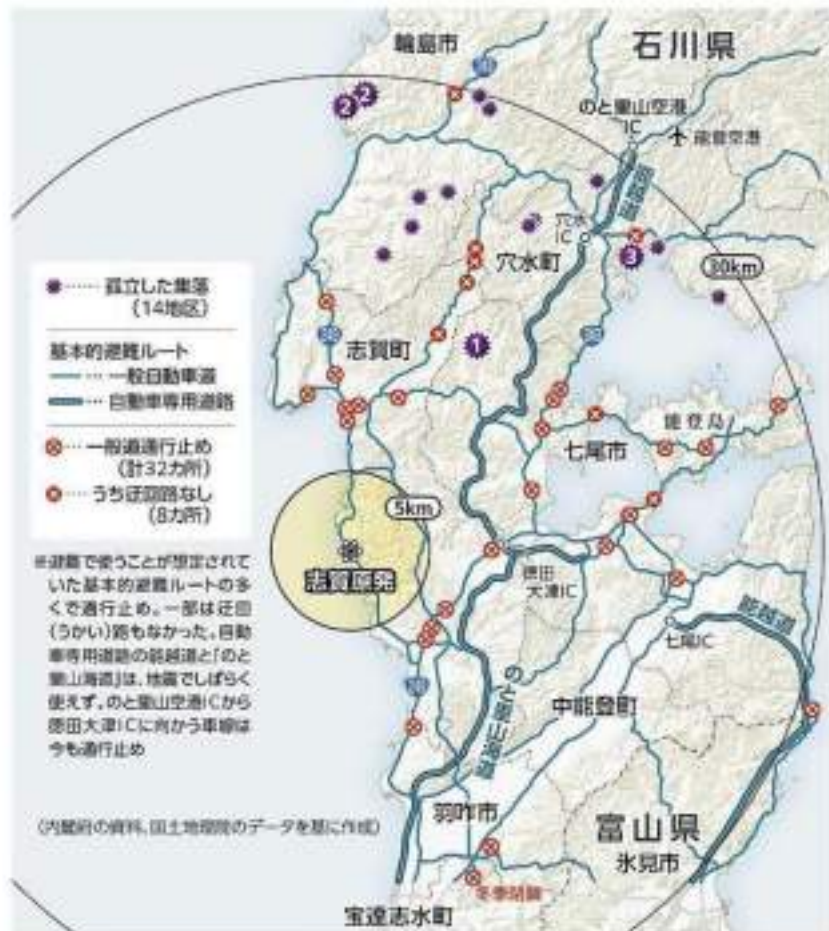 石川県
輪島市
のと里山空港
IC
能登空港
能越道
穴水
IC
穴水町
30km
2
2
3
1
志賀町
孤立した集落
(14地区)
基本的避難ルート
一般自動車道
自動車専用道路
一般道通行止め
(計32カ所)
うち迂回路なし
(8カ所)
能登島
七尾市
5km
志賀原発
徳田
大津IC
七尾IC
能越道
のと里山海道
中能登町
※避難で使うことが想定されて
いた基本的避難ルートの多
くで通行止め。一部は迂回
(うかい)路もなかった。自動
車専用道路の能越道と「のと
里山海道」は、地震でしばらく
使えず。のと里山空港ICから
徳田大津ICに向かう車線は
今も通行止め
(内閣府の資料、国土地理院のデータを基に作成)
羽咋市
富山県
氷見市
冬季閉鎖
宝達志水町